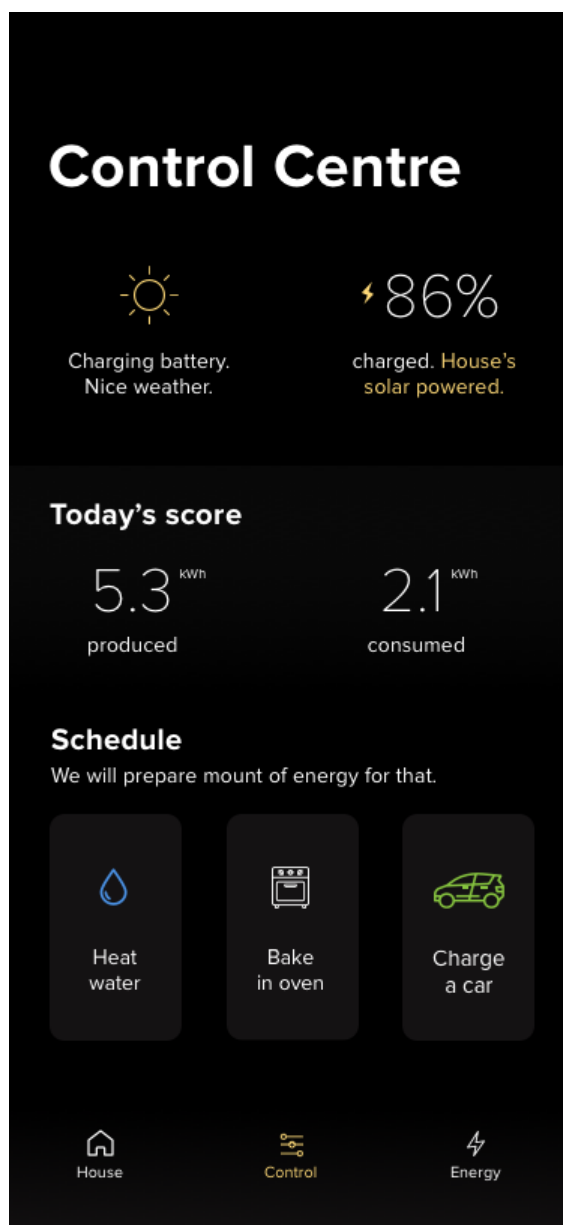 Control Centre
86%
Charging battery.
Nice weather.
charged. House's
solar powered.
Today's score
5.3 kWh
2.1 kWh
produced
consumed
Schedule
We will prepare mount of energy for that.
Heat
water
Bake
in oven
Charge
a car
House
Control
Energy